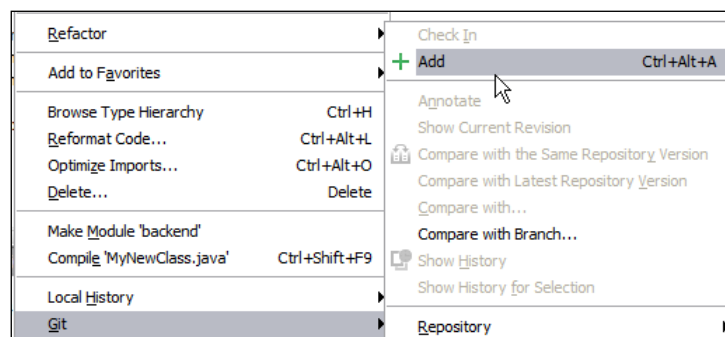 Refactor
Add to Favorites
Browse Type Hierarchy Ctrl+H
Reformat Code... Ctrl+Alt+L
Optimize Imports... Ctrl+Alt+O
Delete... Delete
Make Module 'backend'
Compile 'MyNewClass.java' Ctrl+Shift+F9
Local History
Git
Check In
Add Ctrl+Alt+A
Annotate
Show Current Revision
Compare with the Same Repository Version
Compare with Latest Repository Version
Compare with...
Compare with Branch...
Show History
Show History for Selection
Repository